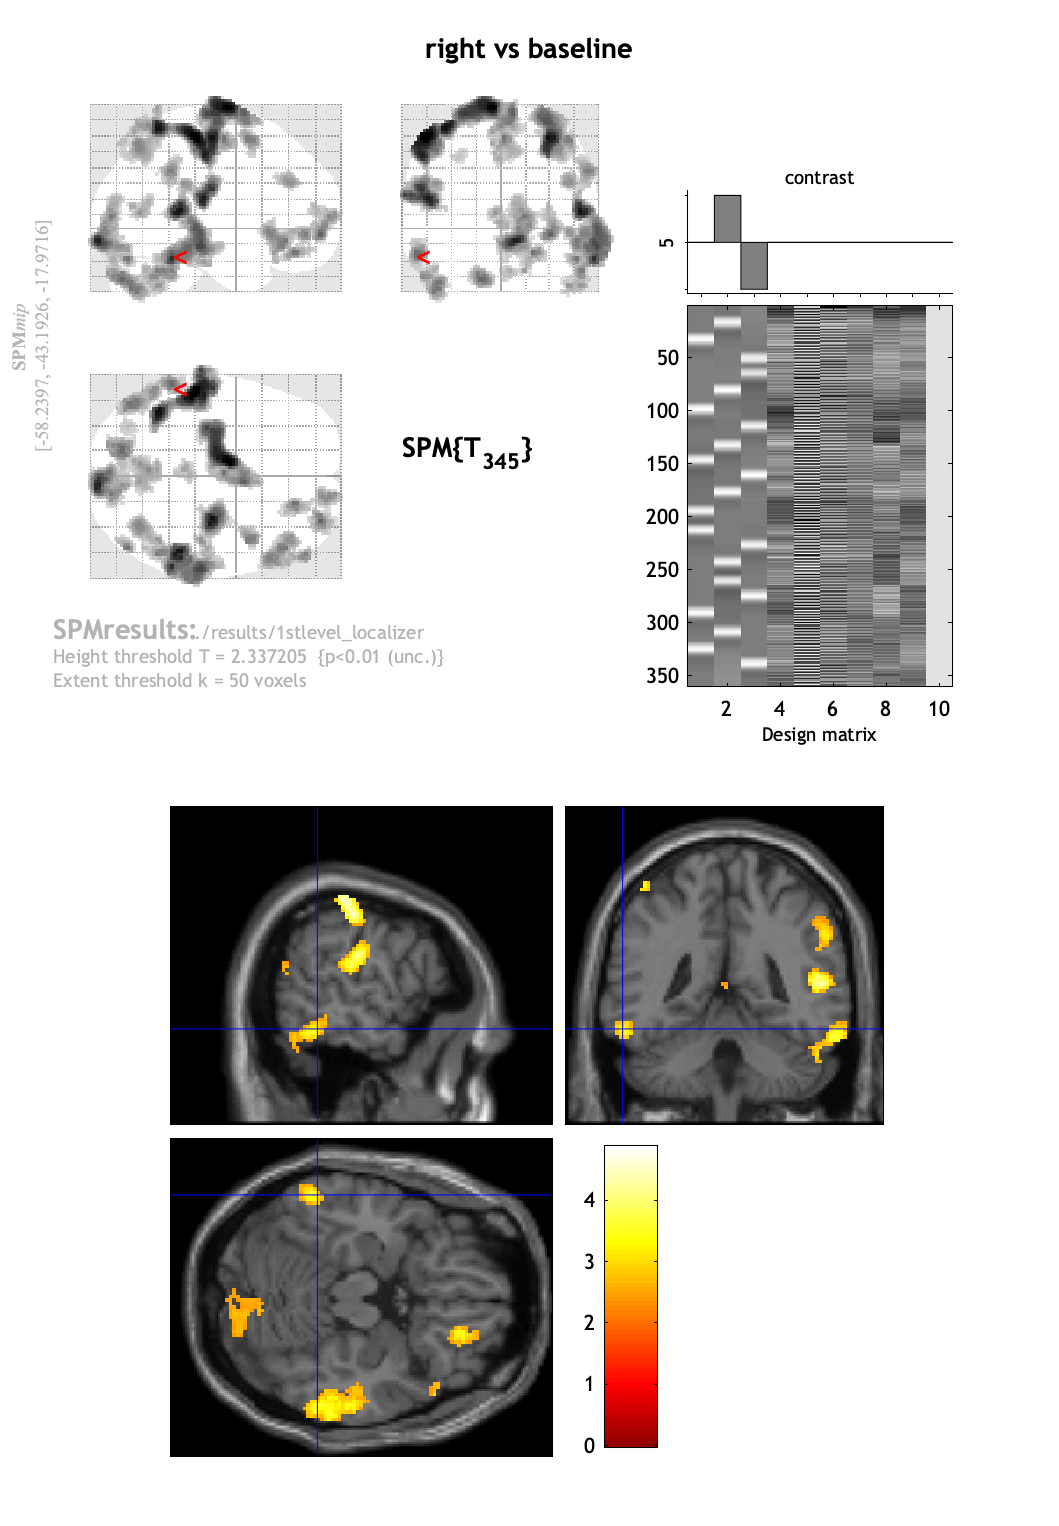 right vs baseline
SPMmip
[-58.2397, -43.1926, -17.9716]
<
<
<
SPM{T345}
SPMresults: ./results/1stlevel_localizer
Height threshold T = 2.337205 {p<0.01 (unc.)}
Extent threshold k = 50 voxels
contrast
5
50
100
150
200
250
300
350
2 4 6 8 10
Design matrix
4
3
2
1
0